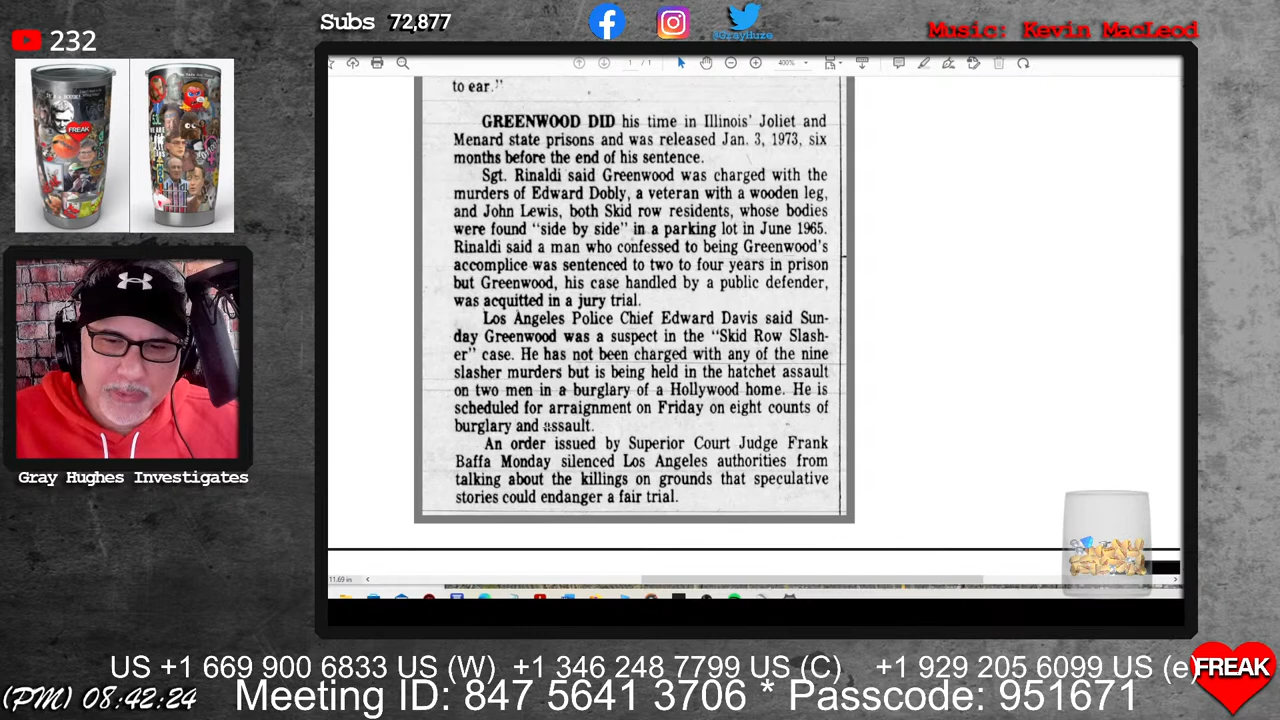 Subs 72,877
@GrayHuze
Music: Kevin MacLeod
232
FREAK
1 / 1
400%
to ear."
GREENWOOD DID his time in Illinois' Joliet and
Menard state prisons and was released Jan. 3, 1973, six
months before the end of his sentence.
Sgt. Rinaldi said Greenwood was charged with the
murders of Edward Dobly, a veteran with a wooden leg,
and John Lewis, both Skid row residents, whose bodies
were found "side by side" in a parking lot in June 1965.
Rinaldi said a man who confessed to being Greenwood's
accomplice was sentenced to two to four years in prison
but Greenwood, his case handled by a public defender,
was acquitted in a jury trial.
Los Angeles Police Chief Edward Davis said Sun-
day Greenwood was a suspect in the "Skid Row Slash-
er" case. He has not been charged with any of the nine
slasher murders but is being held in the hatchet assault
on two men in a burglary of a Hollywood home. He is
scheduled for arraignment on Friday on eight counts of
burglary and assault.
An order issued by Superior Court Judge Frank
Baffa Monday silenced Los Angeles authorities from
talking about the killings on grounds that speculative
stories could endanger a fair trial.
11.69 in
Gray Hughes Investigates
US +1 669 900 6833 US (W) +1 346 248 7799 US (C) +1 929 205 6099 US (e)
FREAK
(PM) 08:42:24
Meeting ID: 847 5641 3706 * Passcode: 951671